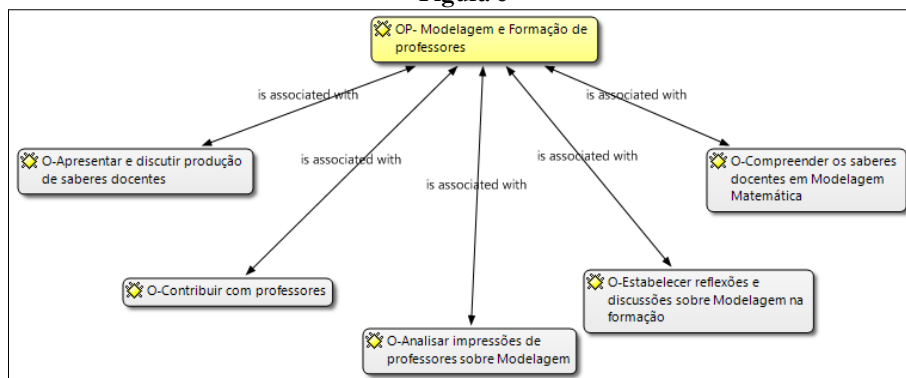 OP- Modelagem e Formação de
professores
is associated with
is associated with
is associated with
is associated with
is associated with
O-Apresentar e discutir produção
de saberes docentes
O-Compreender os saberes
docentes em Modelagem
Matemática
O-Contribuir com professores
O-Estabelecer reflexões e
discussões sobre Modelagem na
formação
O-Analisar impressões de
professores sobre Modelagem